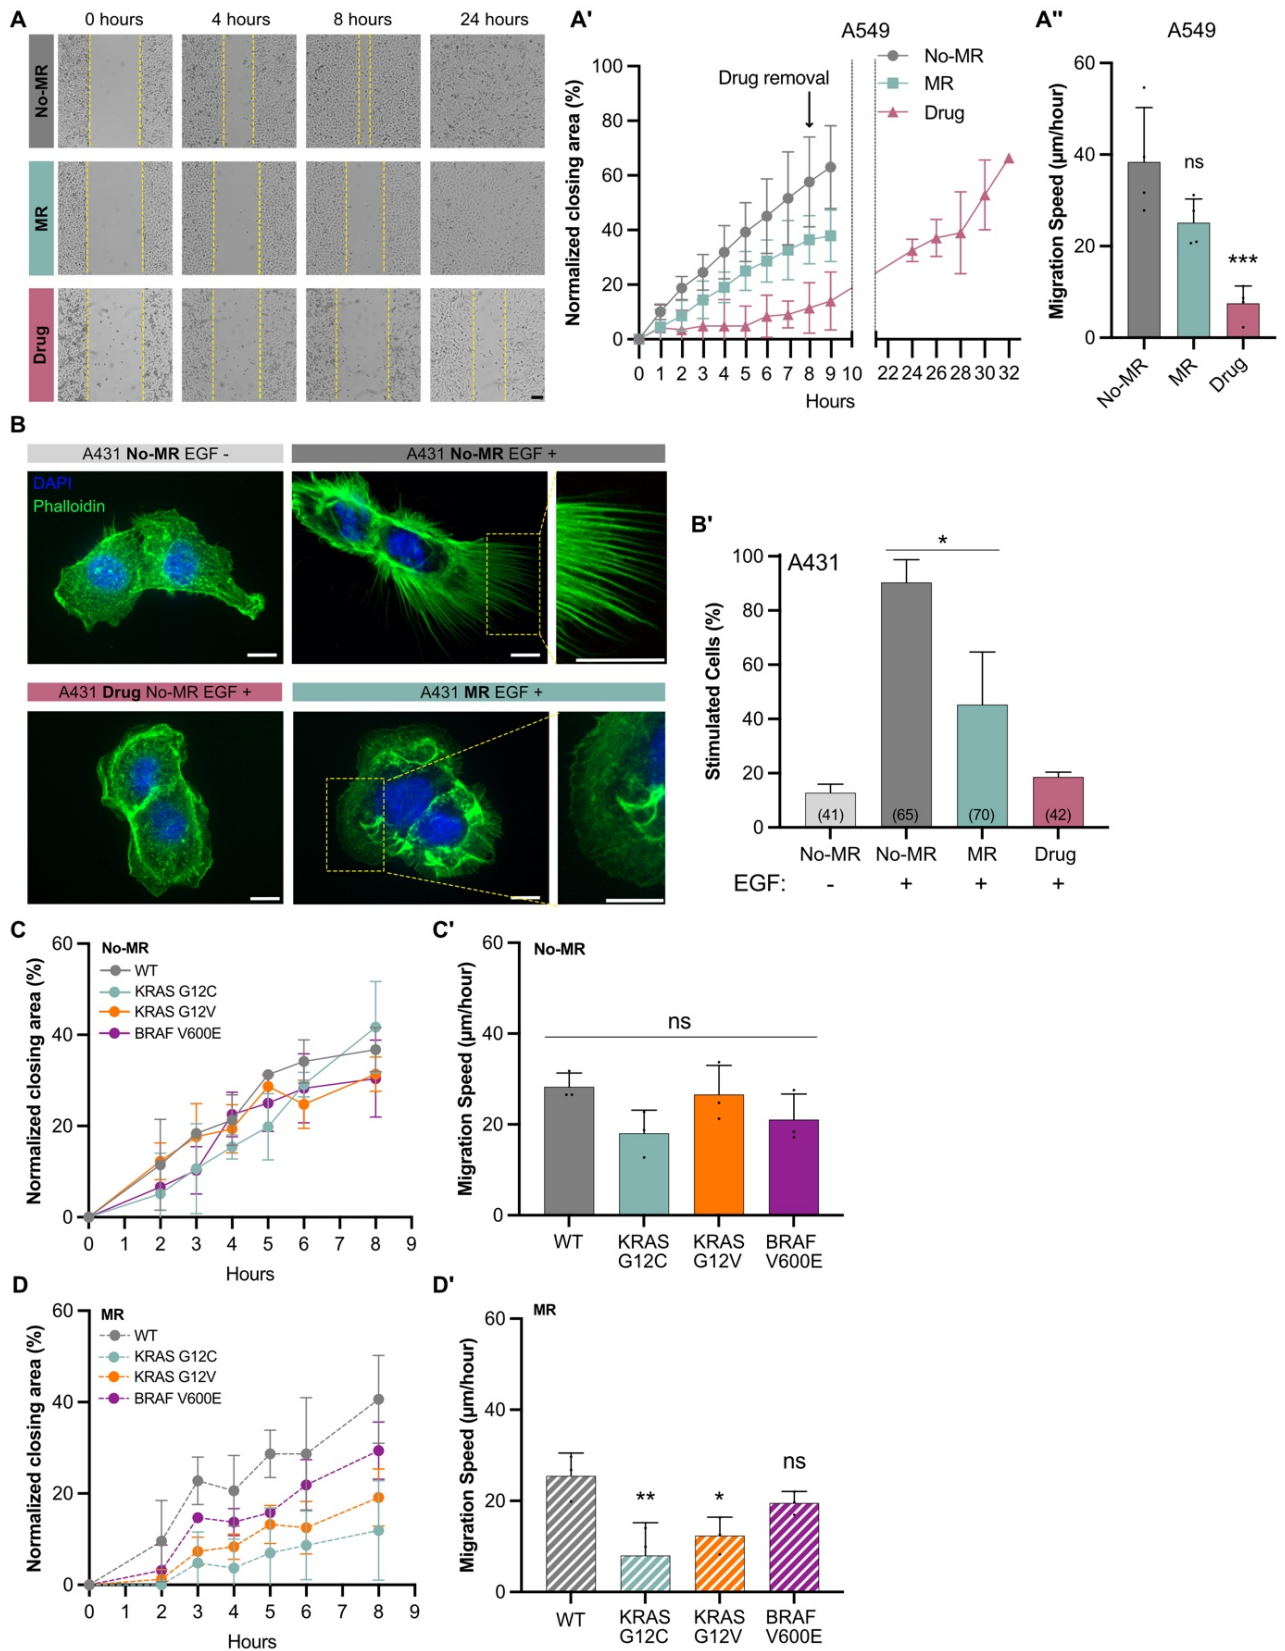 A
0 hours
4 hours
8 hours
24 hours
No-MR
MR
Drug
A'
A549
No-MR
MR
Drug
Drug removal
Normalized closing area (%)
100
80
60
40
20
0
0 1 2 3 4 5 6 7 8 9 10 22 24 26 28 30 32
Hours
A''
A549
Migration Speed (µm/hour)
60
40
20
0
ns
***
No-MR
MR
Drug
B
A431 No-MR EGF -
A431 No-MR EGF +
DAPI
Phalloidin
A431 Drug No-MR EGF +
A431 MR EGF +
B'
A431
*
Stimulated Cells (%)
100
80
60
40
20
0
(41) (65) (70) (42)
No-MR No-MR MR Drug
EGF: - + + +
C
No-MR
WT
KRAS G12C
KRAS G12V
BRAF V600E
Normalized closing area (%)
60
40
20
0
0 1 2 3 4 5 6 7 8 9
Hours
C'
No-MR
ns
Migration Speed (µm/hour)
60
40
20
0
WT KRAS KRAS BRAF
G12C G12V V600E
D
MR
WT
KRAS G12C
KRAS G12V
BRAF V600E
Normalized closing area (%)
60
40
20
0
0 1 2 3 4 5 6 7 8 9
Hours
D'
MR
Migration Speed (µm/hour)
60
40
20
0
** * ns
WT KRAS KRAS BRAF
G12C G12V V600E